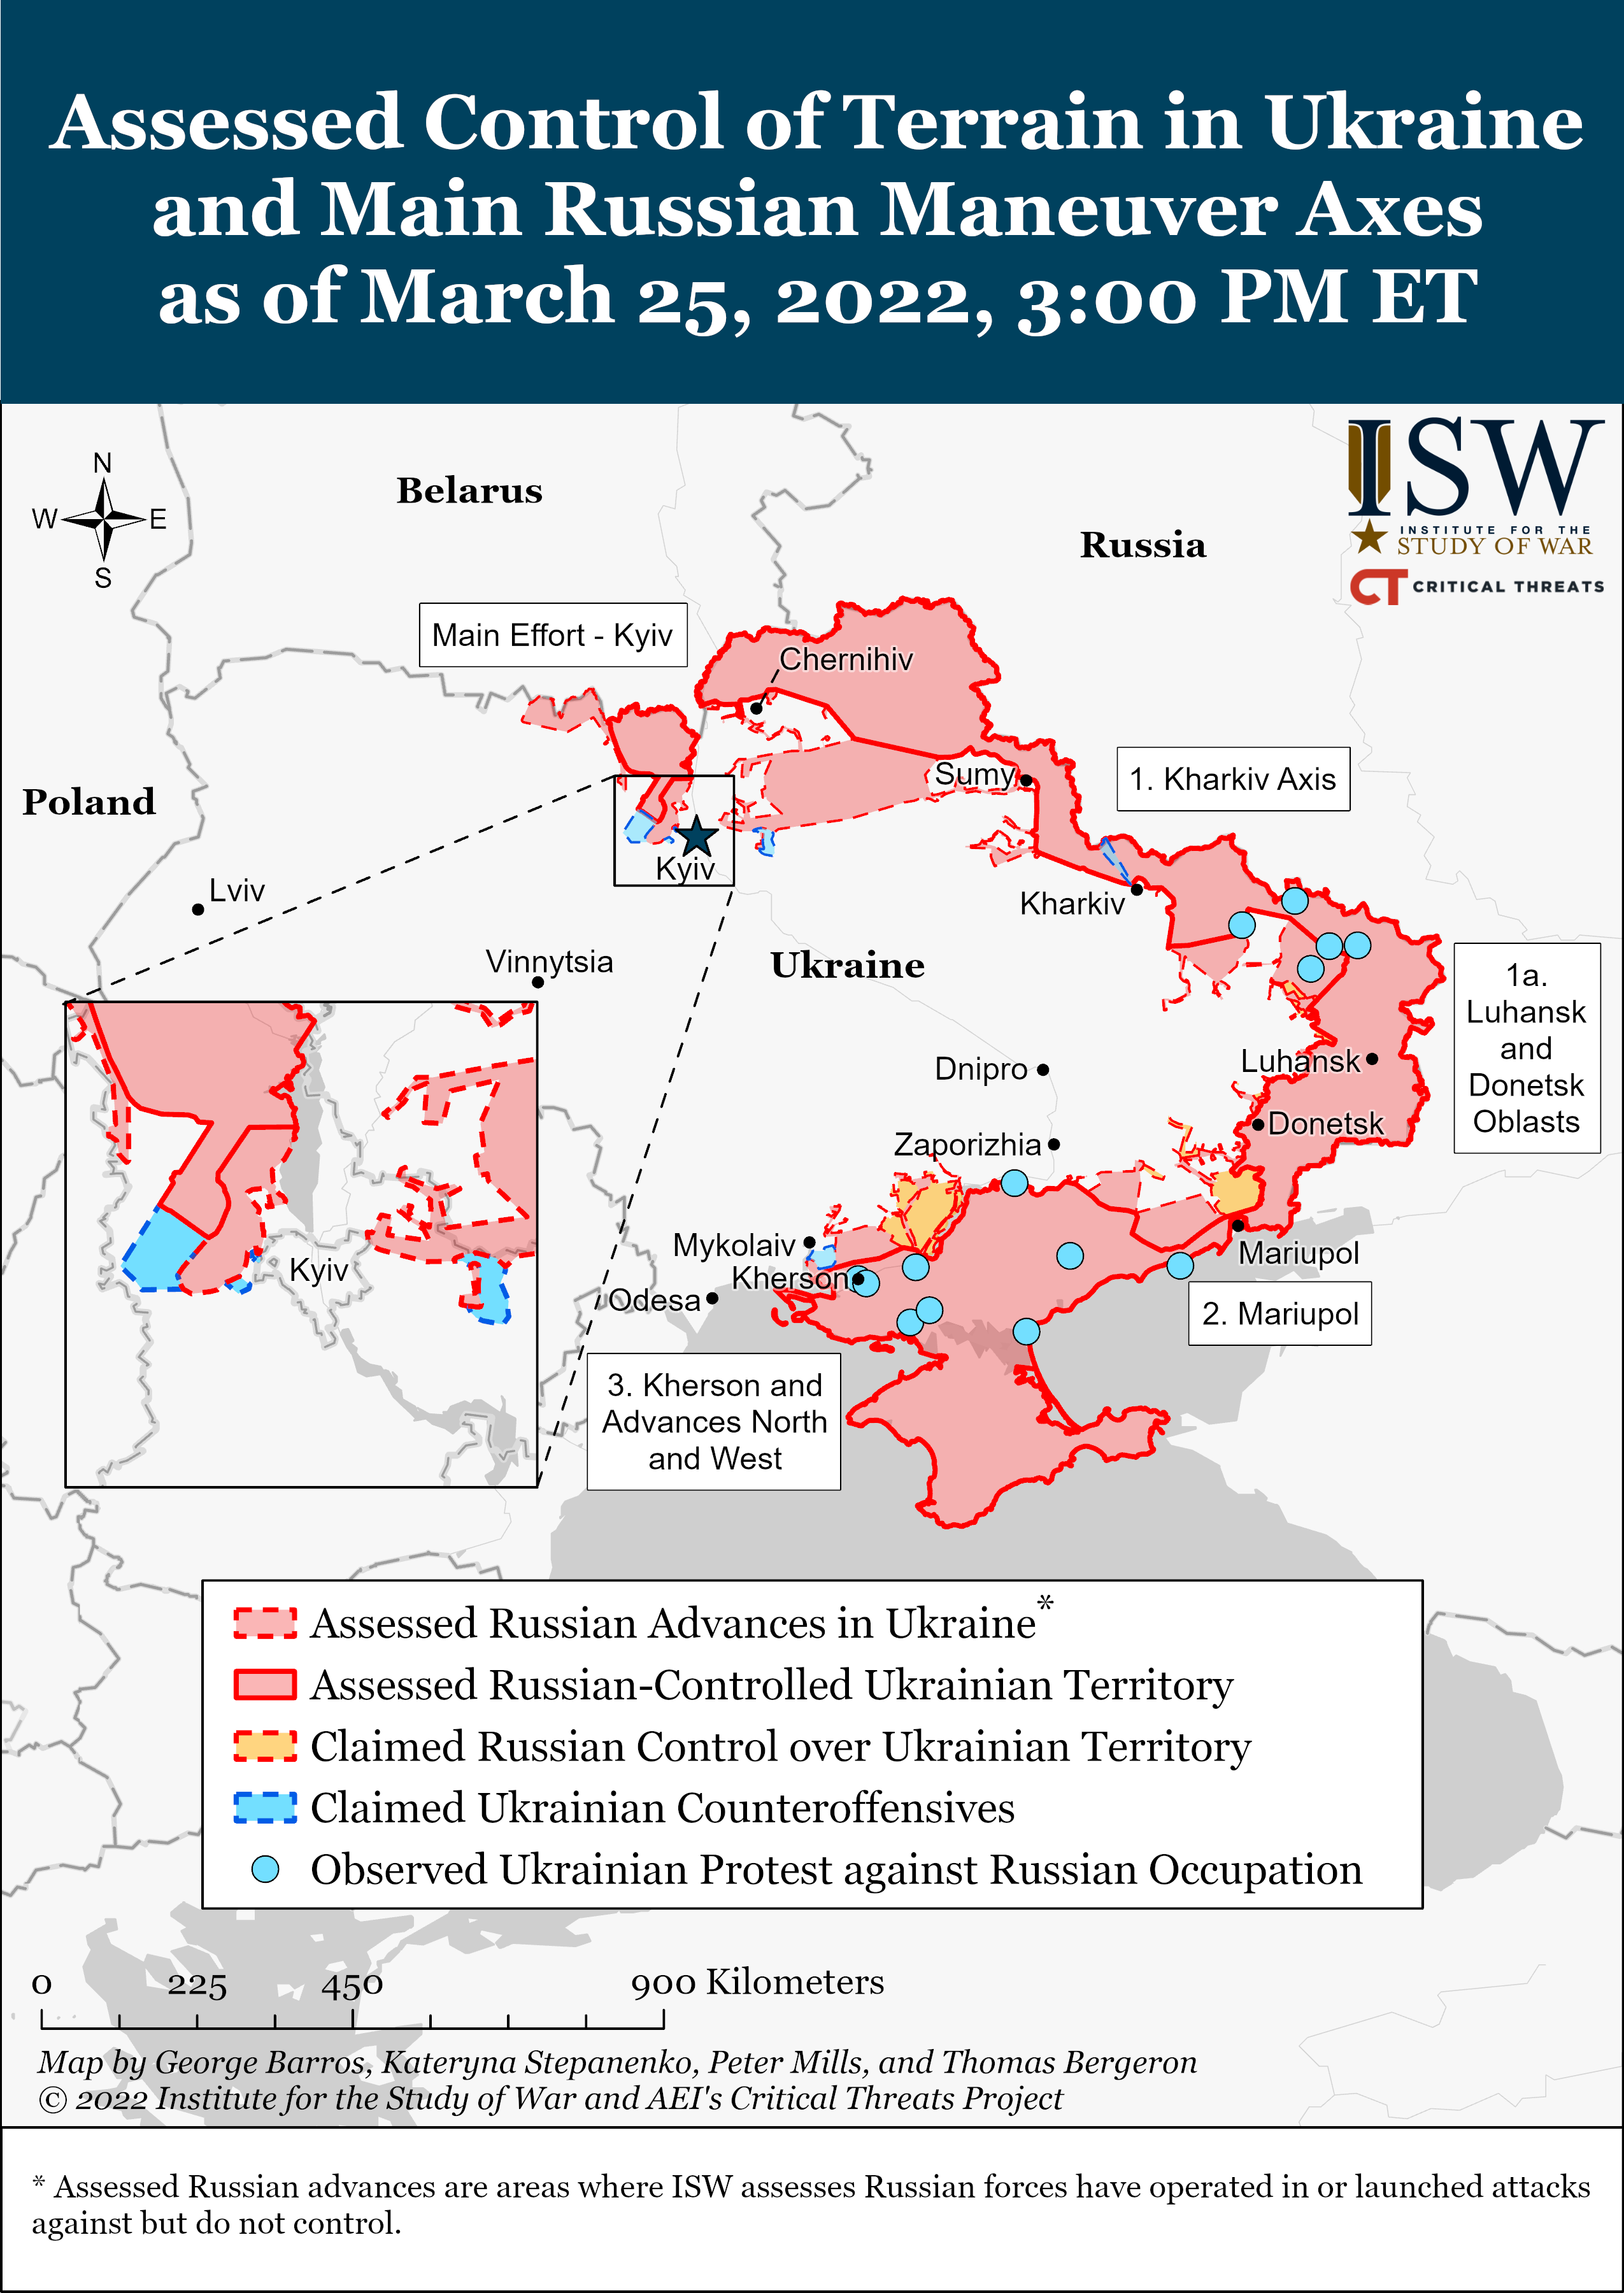 Assessed Control of Terrain in Ukraine
and Main Russian Maneuver Axes
as of March 25, 2022, 3:00 PM ET
ISW
INSTITUTE FOR THE
STUDY OF WAR
CT CRITICAL THREATS
N
W E
S
Belarus
Russia
Main Effort - Kyiv
Chernihiv
Poland
Sumy
1. Kharkiv Axis
Kyiv
Lviv
Kharkiv
Vinnytsia
Ukraine
1a.
Luhansk
and
Donetsk
Oblasts
Dnipro
Luhansk
Donetsk
Zaporizhia
Kyiv
Mykolaiv
Mariupol
Kherson
Odesa
2. Mariupol
3. Kherson and
Advances North
and West
Assessed Russian Advances in Ukraine*
Assessed Russian-Controlled Ukrainian Territory
Claimed Russian Control over Ukrainian Territory
Claimed Ukrainian Counteroffensives
Observed Ukrainian Protest against Russian Occupation
0 225 450 900 Kilometers
Map by George Barros, Kateryna Stepanenko, Peter Mills, and Thomas Bergeron
© 2022 Institute for the Study of War and AEI's Critical Threats Project
* Assessed Russian advances are areas where ISW assesses Russian forces have operated in or launched attacks
against but do not control.